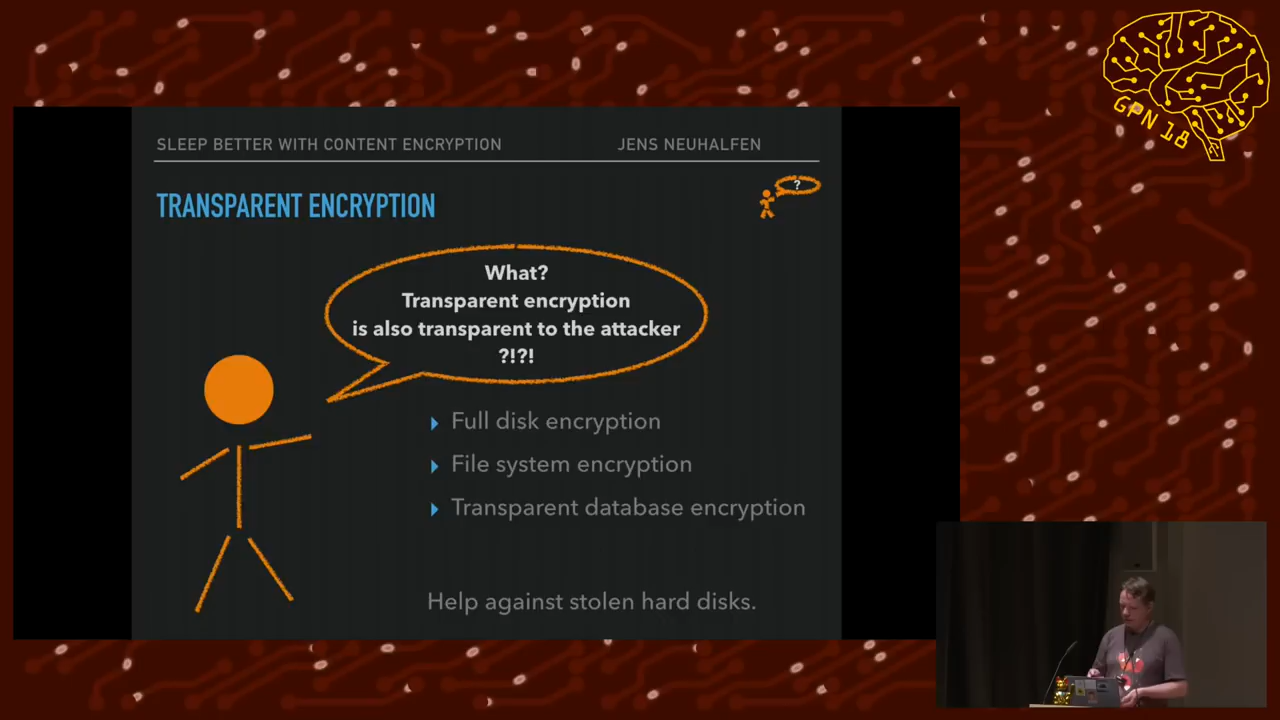 SLEEP BETTER WITH CONTENT ENCRYPTION
JENS NEUHALFEN
TRANSPARENT ENCRYPTION
?
What?
Transparent encryption
is also transparent to the attacker
?!?!
Full disk encryption
File system encryption
Transparent database encryption
Help against stolen hard disks.
GPN 18